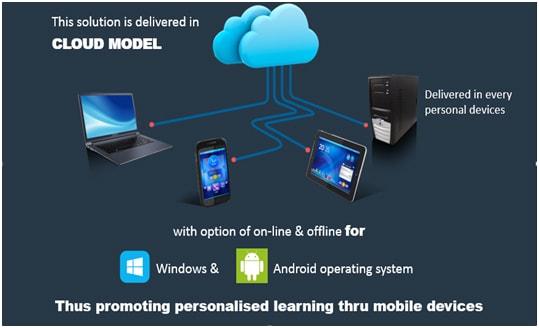 This solution is delivered in
CLOUD MODEL
Delivered in every
personal devices
with option of on-line & offline for
Windows & Android operating system
Thus promoting personalised learning thru mobile devices